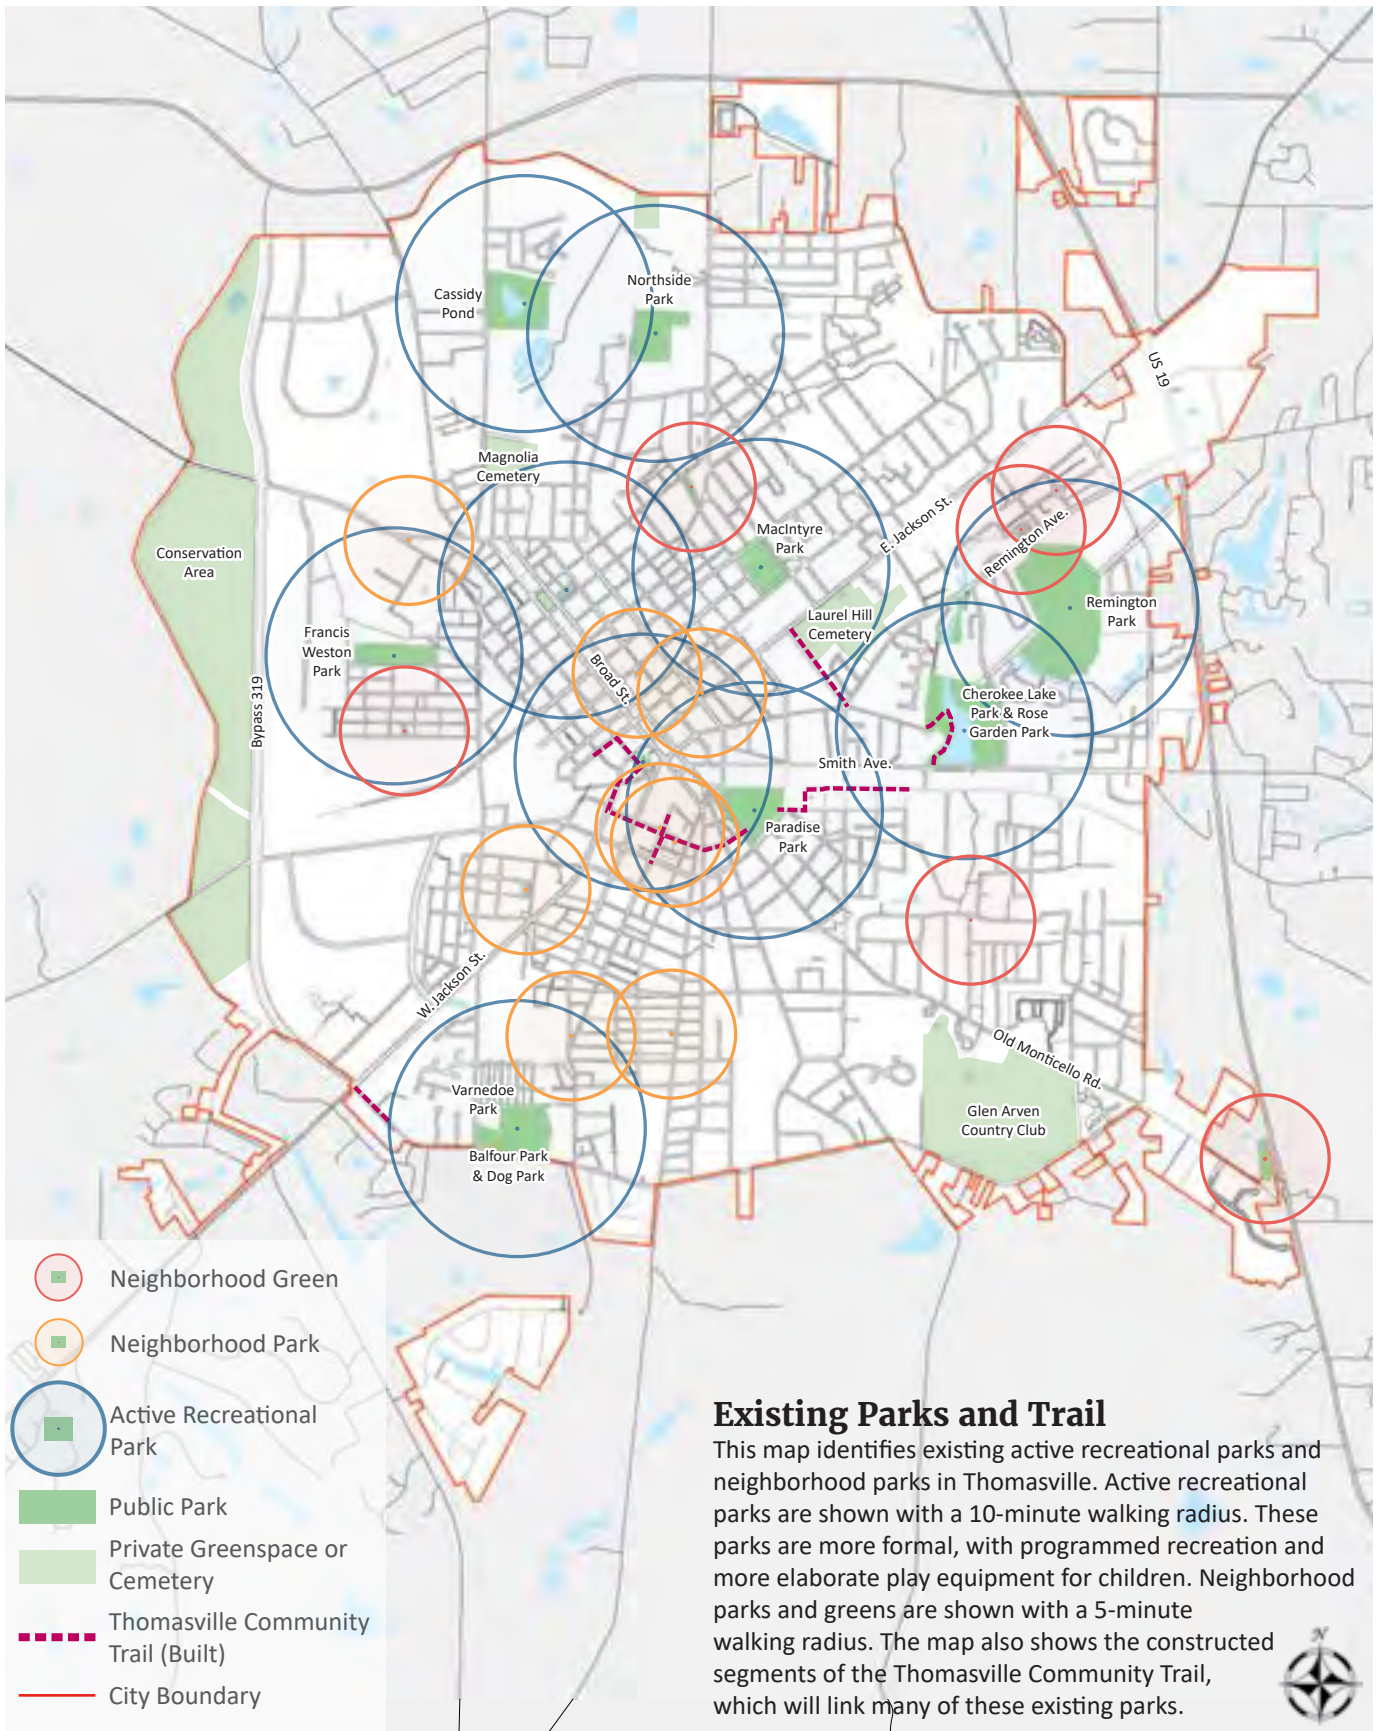 Cassidy
Pond
Northside
Park
US 19
Magnolia
Cemetery
MacIntyre
Park
E. Jackson St.
Remington Ave.
Conservation
Area
Laurel Hill
Cemetery
Remington
Park
Francis
Weston
Park
Broad St.
Bypass 319
Cherokee Lake
Park & Rose
Garden Park
Smith Ave.
Paradise
Park
W. Jackson St.
Old Monticello Rd.
Varnedoe
Park
Glen Arven
Country Club
Balfour Park
& Dog Park
Neighborhood Green
Neighborhood Park
Active Recreational
Park
Public Park
Private Greenspace or
Cemetery
Thomasville Community
Trail (Built)
City Boundary
Existing Parks and Trail
This map identifies existing active recreational parks and
neighborhood parks in Thomasville. Active recreational
parks are shown with a 10-minute walking radius. These
parks are more formal, with programmed recreation and
more elaborate play equipment for children. Neighborhood
parks and greens are shown with a 5-minute
walking radius. The map also shows the constructed
segments of the Thomasville Community Trail,
which will link many of these existing parks.
N